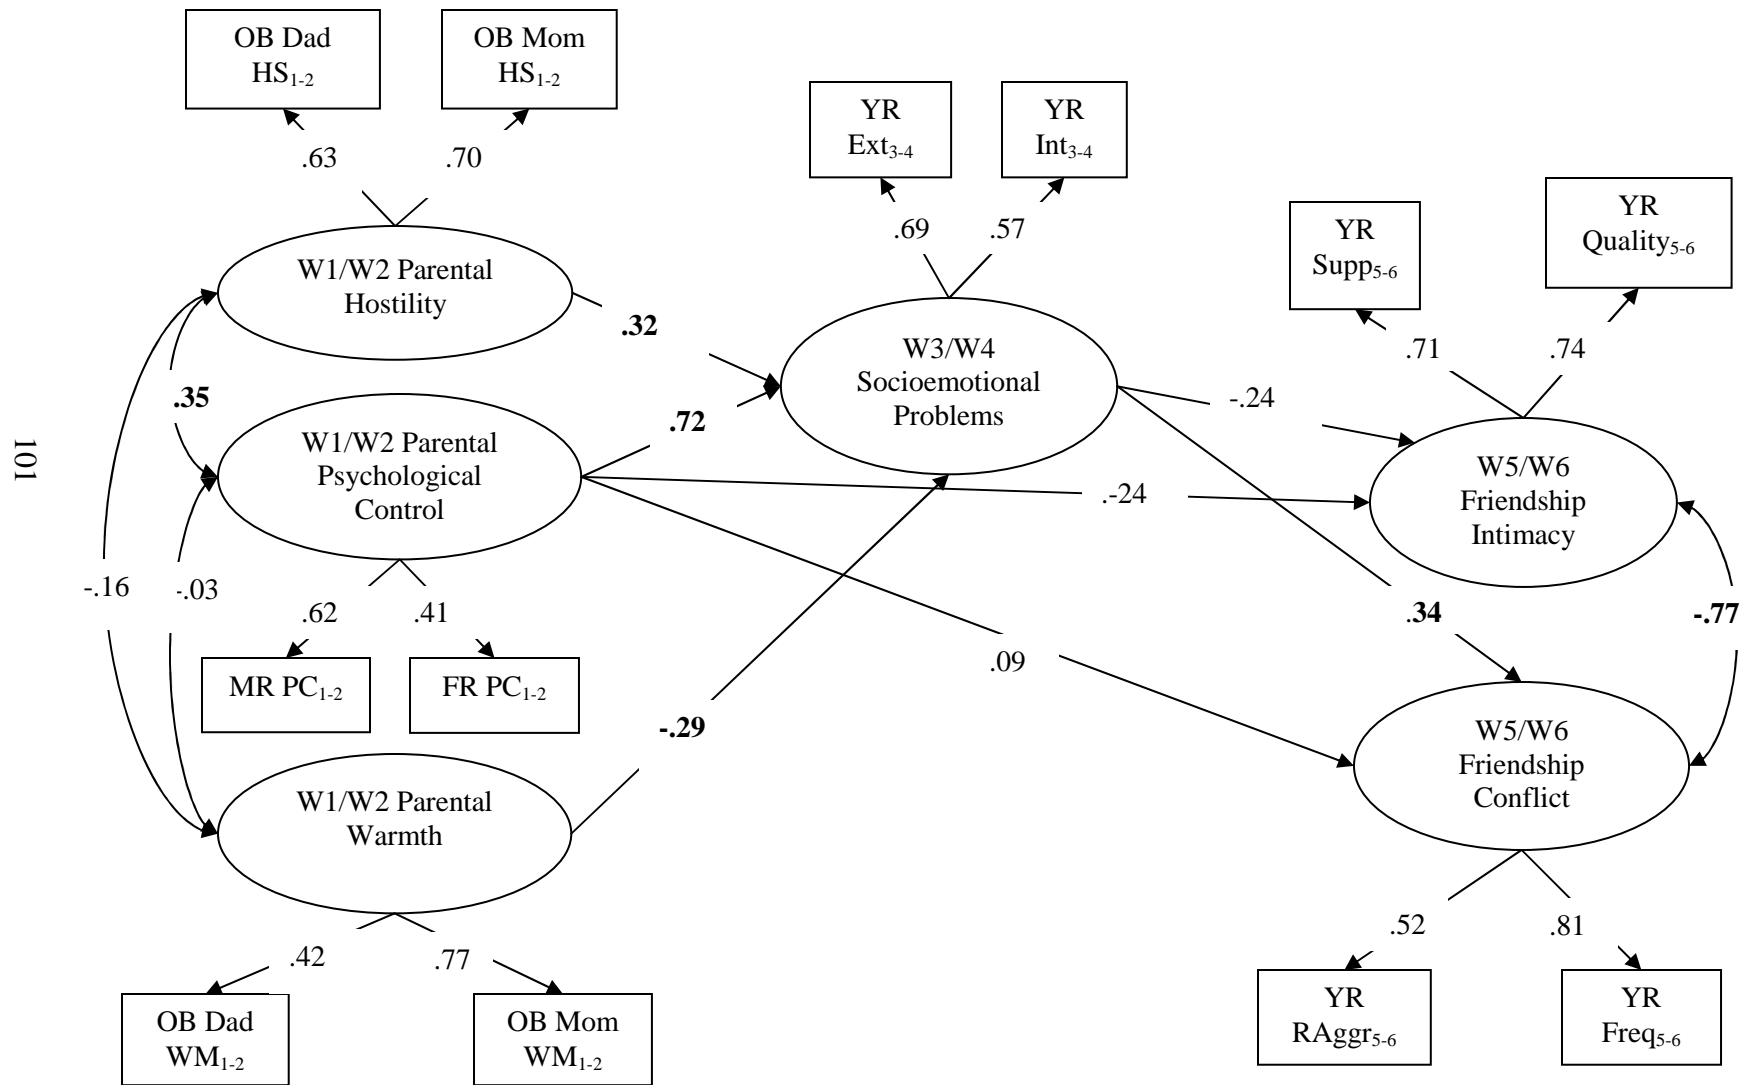 OB Dad
HS1-2
OB Mom
HS1-2
.63
.70
W1/W2 Parental
Hostility
.32
.35
W1/W2 Parental
Psychological
Control
.72
-.16
-.03
.62
.41
MR PC1-2
FR PC1-2
W1/W2 Parental
Warmth
-.29
.42
.77
OB Dad
WM1-2
OB Mom
WM1-2
YR
Ext3-4
YR
Int3-4
.69
.57
W3/W4
Socioemotional
Problems
-.24
.-24
.09
.34
YR
Supp5-6
YR
Quality5-6
.71
.74
W5/W6
Friendship
Intimacy
-.77
W5/W6
Friendship
Conflict
.52
.81
YR
RAggr5-6
YR
Freq5-6
101